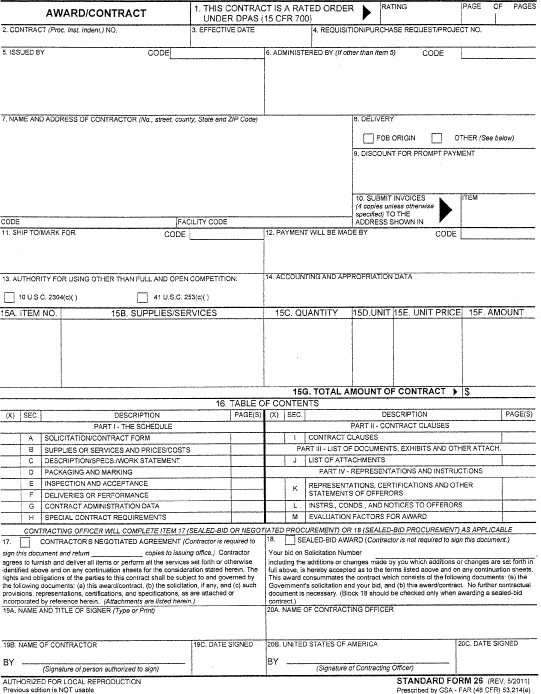 AWARD/CONTRACT
1. THIS CONTRACT IS A RATED ORDER
UNDER DPAS (15 CFR 700)
RATING
PAGE OF PAGES
2. CONTRACT (Proc. Inst. Indent.) NO.
3. EFFECTIVE DATE
4. REQUISITION/PURCHASE REQUEST/PROJECT NO.
5. ISSUED BY CODE
6. ADMINISTERED BY (If other than Item 5) CODE
7. NAME AND ADDRESS OF CONTRACTOR (No., street, county, State and ZIP Code)
8. DELIVERY
FOB ORIGIN OTHER (See below)
9. DISCOUNT FOR PROMPT PAYMENT
10. SUBMIT INVOICES
(4 copies unless otherwise
specified) TO THE
ADDRESS SHOWN IN
ITEM
CODE FACILITY CODE
11. SHIP TO/MARK FOR CODE
12. PAYMENT WILL BE MADE BY CODE
13. AUTHORITY FOR USING OTHER THAN FULL AND OPEN COMPETITION:
10 U.S.C. 2304(c)( ) 41 U.S.C. 253(c)( )
14. ACCOUNTING AND APPROPRIATION DATA
15A. ITEM NO. 15B. SUPPLIES/SERVICES 15C. QUANTITY 15D.UNIT 15E. UNIT PRICE 15F. AMOUNT
15G. TOTAL AMOUNT OF CONTRACT $
16. TABLE OF CONTENTS
(X) SEC. DESCRIPTION PAGE(S) (X) SEC. DESCRIPTION PAGE(S)
PART I - THE SCHEDULE
A SOLICITATION/CONTRACT FORM
B SUPPLIES OR SERVICES AND PRICES/COSTS
C DESCRIPTION/SPECS./WORK STATEMENT
D PACKAGING AND MARKING
E INSPECTION AND ACCEPTANCE
F DELIVERIES OR PERFORMANCE
G CONTRACT ADMINISTRATION DATA
H SPECIAL CONTRACT REQUIREMENTS
PART II - CONTRACT CLAUSES
I CONTRACT CLAUSES
PART III - LIST OF DOCUMENTS, EXHIBITS AND OTHER ATTACH.
J LIST OF ATTACHMENTS
PART IV - REPRESENTATIONS AND INSTRUCTIONS
K REPRESENTATIONS, CERTIFICATIONS AND OTHER
STATEMENTS OF OFFERORS
L INSTRS., CONDS., AND NOTICES TO OFFERORS
M EVALUATION FACTORS FOR AWARD
CONTRACTING OFFICER WILL COMPLETE ITEM 17 (SEALED-BID OR NEGOTIATED PROCUREMENT) OR 18 (SEALED-BID PROCUREMENT) AS APPLICABLE
17. CONTRACTOR'S NEGOTIATED AGREEMENT (Contractor is required to
sign this document and return copies to issuing office.) Contractor
agrees to furnish and deliver all items or perform all the services set forth or otherwise
identified above and on any continuation sheets for the consideration stated herein. The
rights and obligations of the parties to this contract shall be subject to and governed by
the following documents: (a) this award/contract, (b) the solicitation, if any, and (c) such
provisions, representations, certifications, and specifications, as are attached or
incorporated by reference herein. (Attachments are listed herein.)
18. SEALED-BID AWARD (Contractor is not required to sign this document.)
Your bid on Solicitation Number
including the additions or changes made by you which additions or changes are set forth in
full above, is hereby accepted as to the terms listed above and on any continuation sheets.
This award consummates the contract which consists of the following documents: (a) the
Government's solicitation and your bid, and (b) this award/contract. No further contractual
document is necessary. (Block 18 should be checked only when awarding a sealed-bid
contract.)
19A. NAME AND TITLE OF SIGNER (Type or Print)
20A. NAME OF CONTRACTING OFFICER
19B. NAME OF CONTRACTOR
19C. DATE SIGNED
20B. UNITED STATES OF AMERICA
20C. DATE SIGNED
BY
(Signature of person authorized to sign)
BY
(Signature of Contracting Officer)
AUTHORIZED FOR LOCAL REPRODUCTION
Previous edition is NOT usable
STANDARD FORM 26 (REV. 5/2011)
Prescribed by GSA - FAR (48 CFR) 53.214(a)